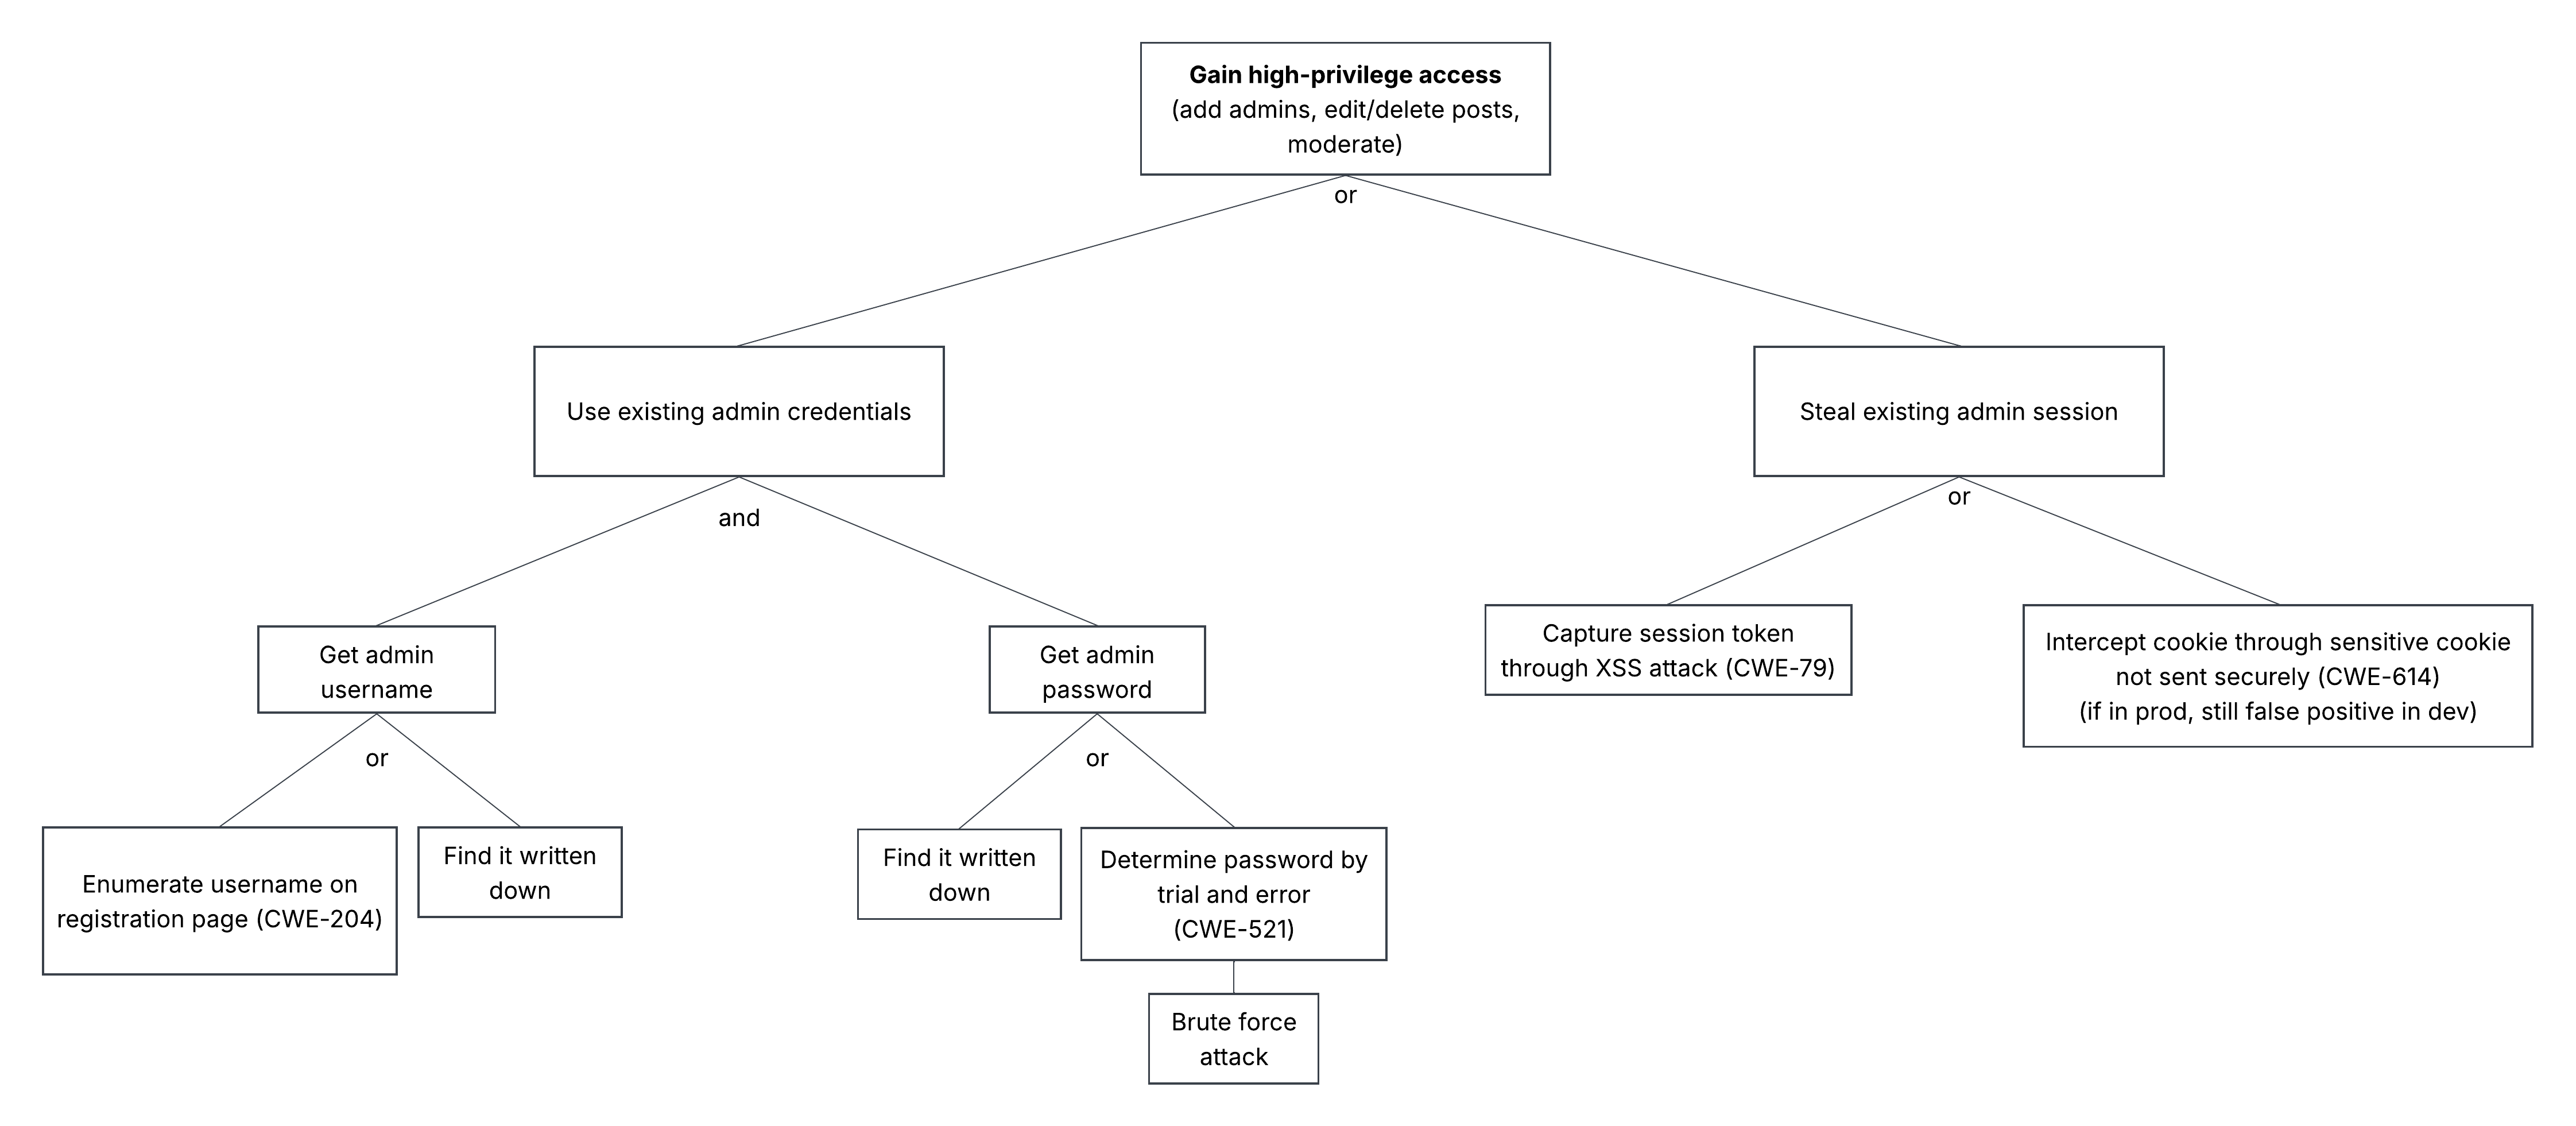 Gain high-privilege access
(add admins, edit/delete posts,
moderate)
or
Use existing admin credentials
Steal existing admin session
and
or
Get admin
username
Get admin
password
Capture session token
through XSS attack (CWE-79)
Intercept cookie through sensitive cookie
not sent securely (CWE-614)
(if in prod, still false positive in dev)
or
or
Enumerate username on
registration page (CWE-204)
Find it written
down
Find it written
down
Determine password by
trial and error
(CWE-521)
Brute force
attack